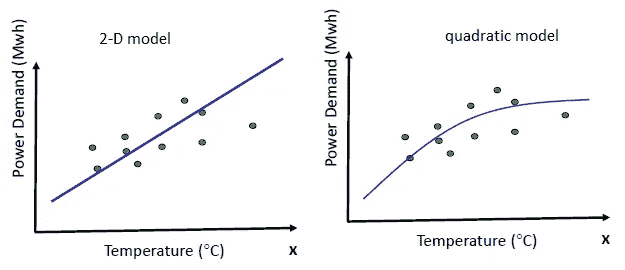 2-D model
Power Demand (Mwh)
Temperature (°C)
X
quadratic model
Power Demand (Mwh)
Temperature (°C)
X